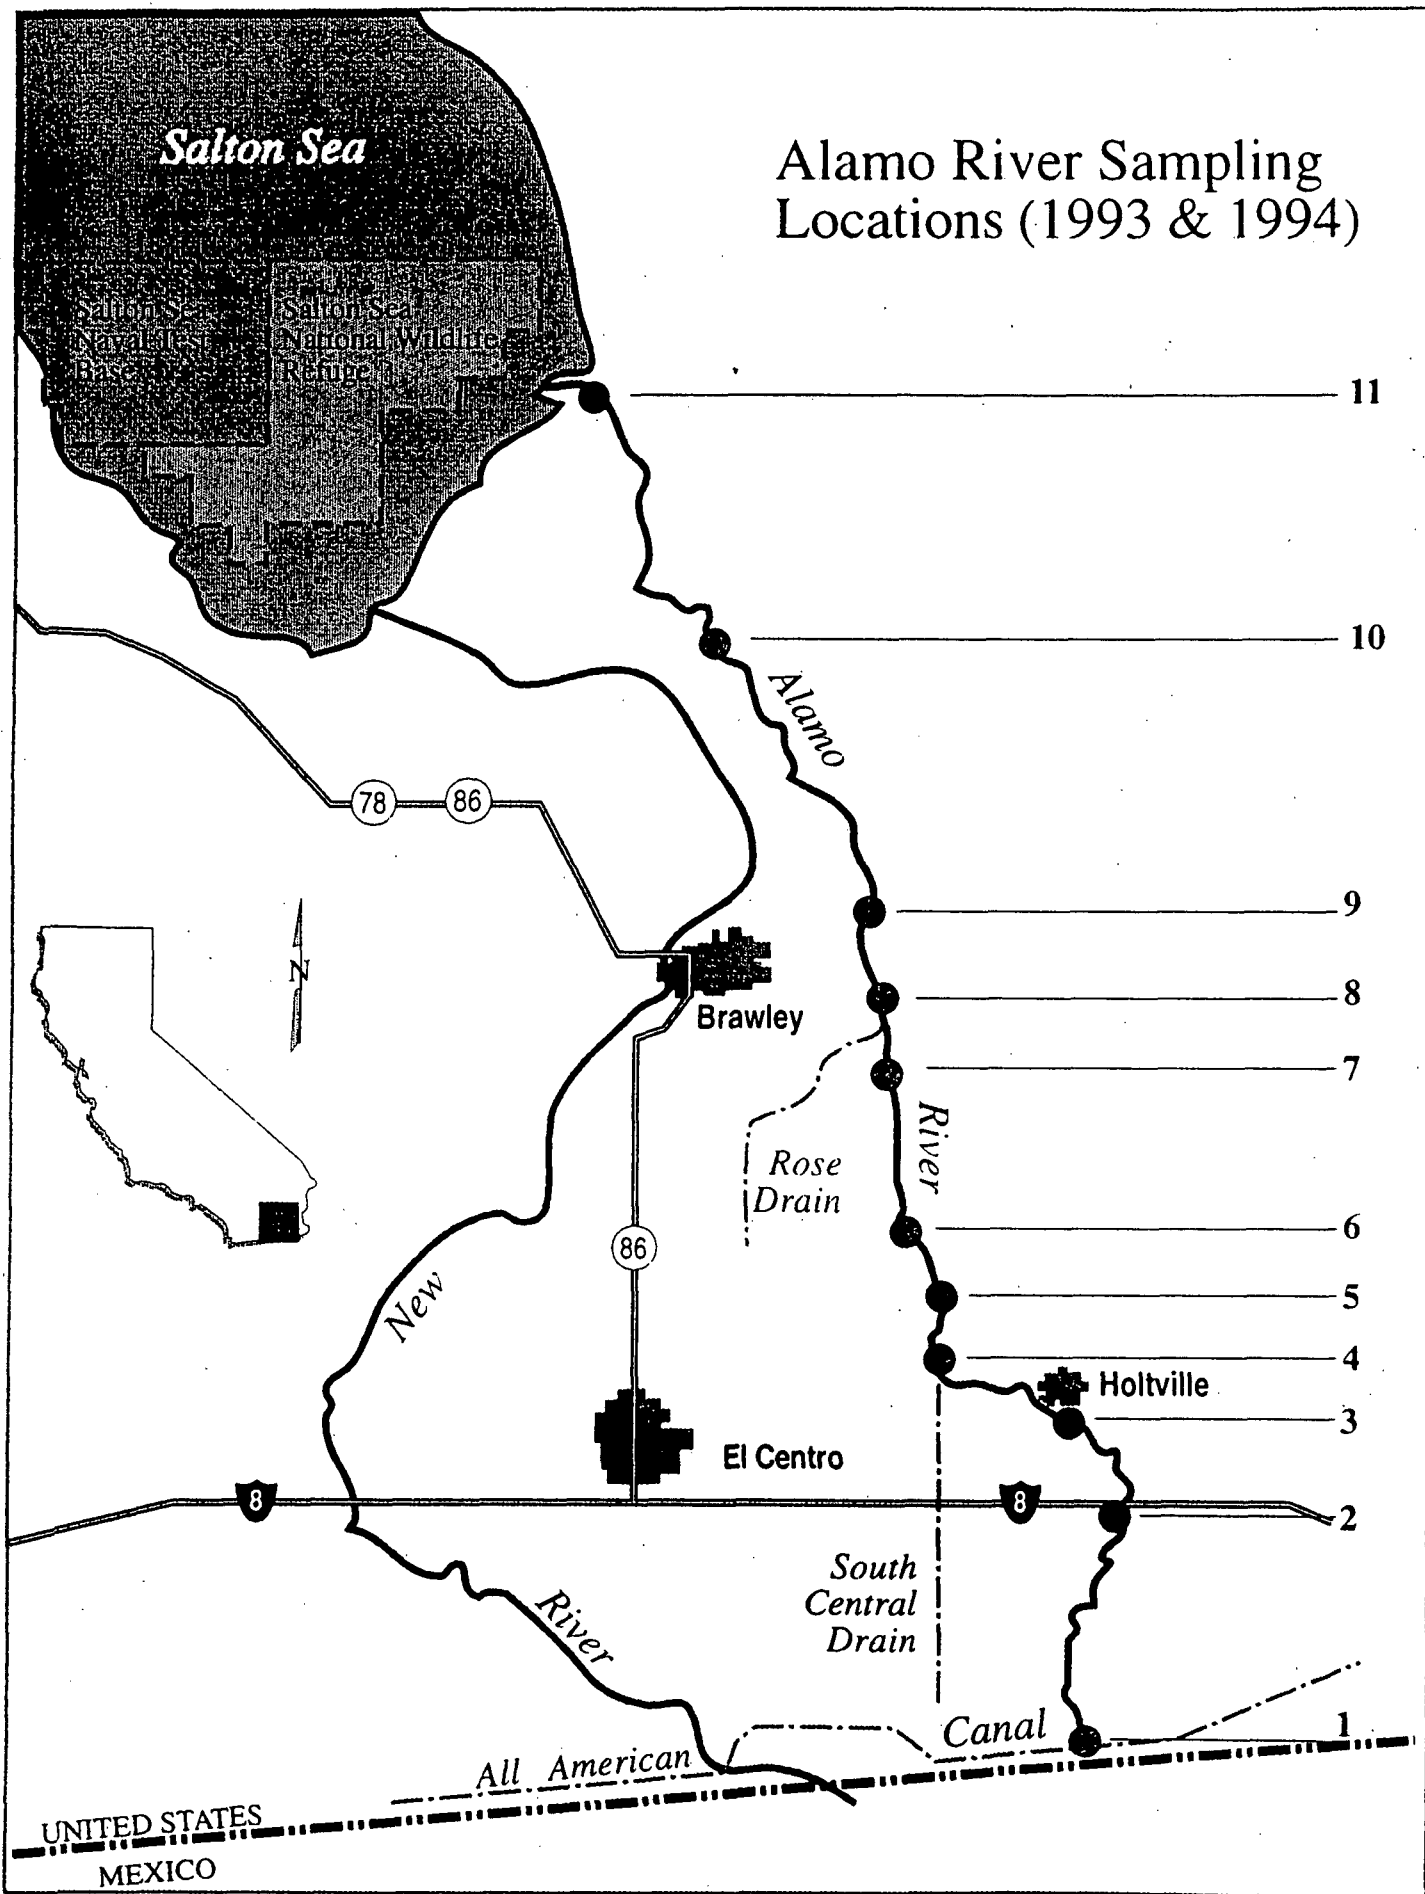 Salton Sea
Alamo River Sampling
Locations (1993 & 1994)
Salton Sea
Naval Test
Base
Salton Sea
National Wildlife
Refuge
11
10
Alamo
78
86
9
N
8
Brawley
7
River
Rose
Drain
6
86
5
New
4
Holtville
3
El Centro
8
8
2
South
Central
Drain
River
1
Canal
All American
UNITED STATES
MEXICO